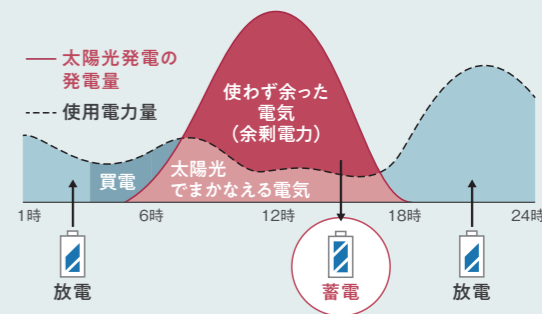 太陽光発電の
発電量
使用電力量
使わず余った
電気
（余剰電力）
買電
太陽光
でまかなえる電気
1時
6時
12時
18時
24時
放電
蓄電
放電